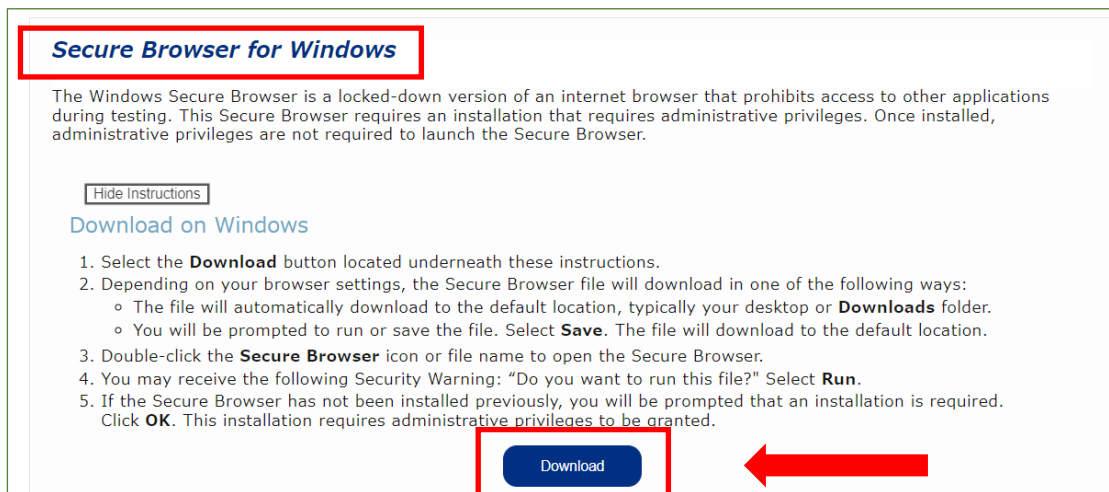 Secure Browser for Windows
The Windows Secure Browser is a locked-down version of an internet browser that prohibits access to other applications
during testing. This Secure Browser requires an installation that requires administrative privileges. Once installed,
administrative privileges are not required to launch the Secure Browser.
Hide Instructions
Download on Windows
1. Select the Download button located underneath these instructions.
2. Depending on your browser settings, the Secure Browser file will download in one of the following ways:
∘ The file will automatically download to the default location, typically your desktop or Downloads folder.
∘ You will be prompted to run or save the file. Select Save. The file will download to the default location.
3. Double-click the Secure Browser icon or file name to open the Secure Browser.
4. You may receive the following Security Warning: “Do you want to run this file?" Select Run.
5. If the Secure Browser has not been installed previously, you will be prompted that an installation is required.
Click OK. This installation requires administrative privileges to be granted.
Download